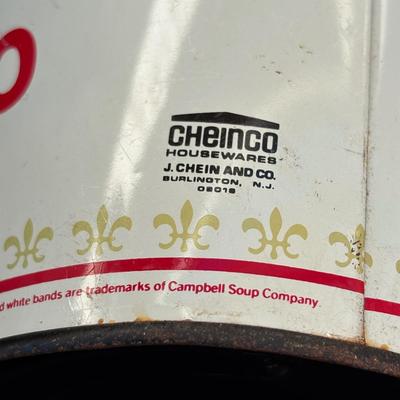 CHEINCO
HOUSEWARES
J. CHEIN AND CO.
BURLINGTON, N.J.
08016
white bands are trademarks of Campbell Soup Company.